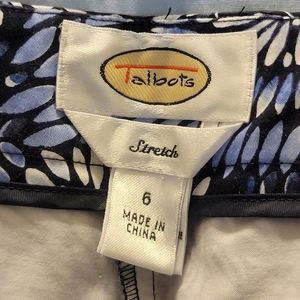 Talbots
Stretch
6
MADE IN
CHINA